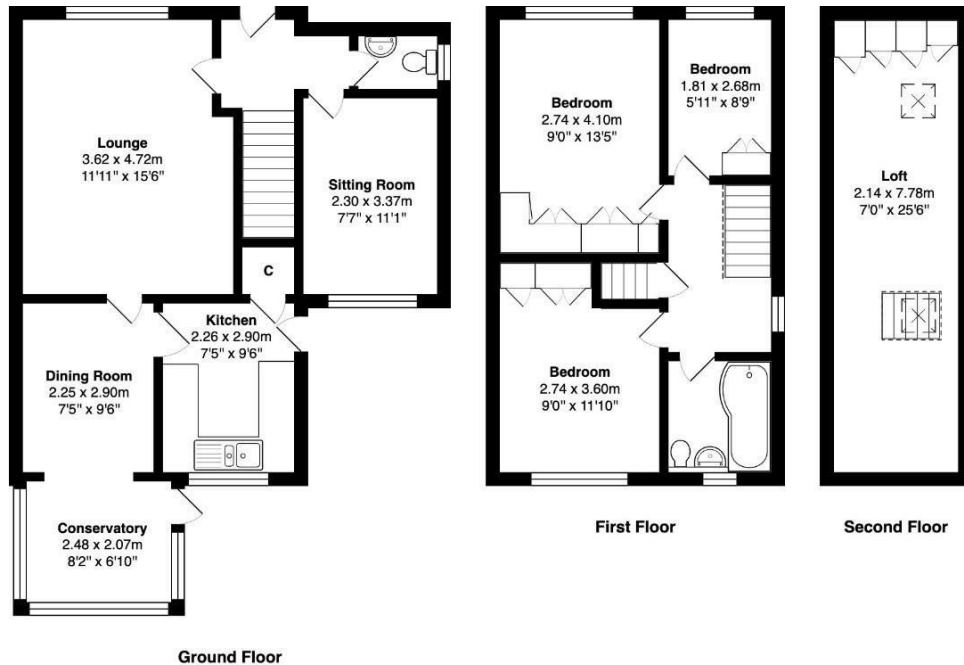 Lounge
3.62 x 4.72m
11'11" x 15'6"
Sitting Room
2.30 x 3.37m
7'7" x 11'1"
C
Kitchen
2.26 x 2.90m
7'5" x 9'6"
Dining Room
2.25 x 2.90m
7'5" x 9'6"
Conservatory
2.48 x 2.07m
8'2" x 6'10"
Ground Floor
Bedroom
2.74 x 4.10m
9'0" x 13'5"
Bedroom
1.81 x 2.68m
5'11" x 8'9"
Bedroom
2.74 x 3.60m
9'0" x 11'10"
First Floor
Loft
2.14 x 7.78m
7'0" x 25'6"
Second Floor